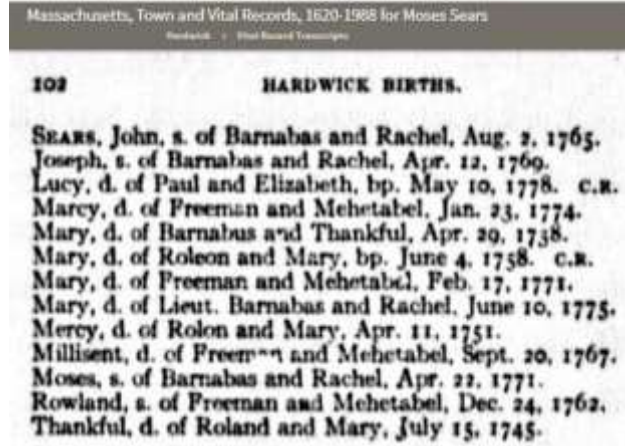 Massachusetts, Town and Vital Records, 1620-1988 for Moses Sears
Hardwick > Vital Record Transcripts
102 HARDWICK BIRTHS.
SEARS, John, s. of Barnabas and Rachel, Aug. 2, 1765.
Joseph, s. of Barnabas and Rachel, Apr. 12, 1769.
Lucy, d. of Paul and Elizabeth, bp. May 10, 1778. C.R.
Marcy, d. of Freeman and Mehetabel, Jan. 23, 1774.
Mary, d. of Barnabus and Thankful, Apr. 29, 1758.
Mary, d. of Roleon and Mary, bp. June 4, 1758. C.R.
Mary, d. of Freeman and Mehetabel, Feb. 17, 1771.
Mary, d. of Lieut. Barnabas and Rachel, June 10, 1775.
Mercy, d. of Rolon and Mary, Apr. 11, 1751.
Millisent, d. of Freeman and Mehetabel, Sept. 20, 1767.
Moses, s. of Barnabas and Rachel, Apr. 22, 1771.
Rowland, s. of Freeman and Mehetabel, Dec. 24, 1762.
Thankful, d. of Roland and Mary, July 15, 1745.